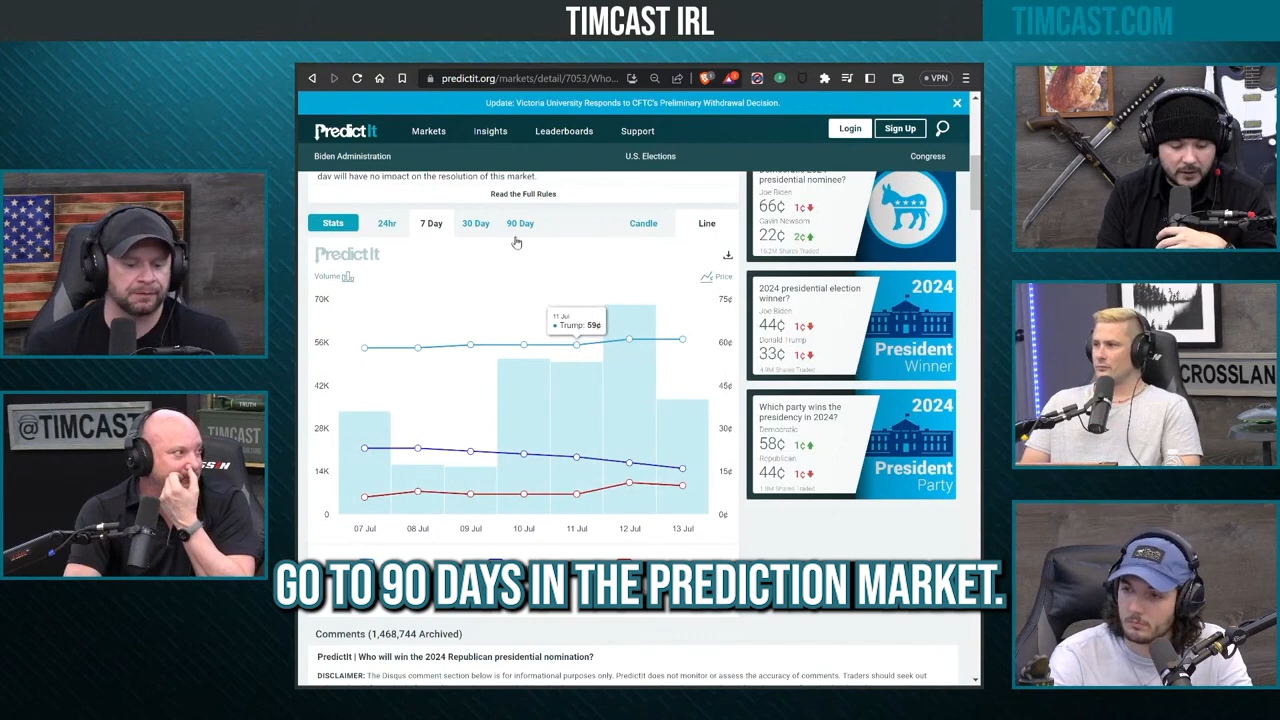 TIMCAST IRL
TIMCAST.COM
predictit.org/markets/detail/7053/Who...
VPN
Update: Victoria University Responds to CFTC's Preliminary Withdrawal Decision.
PredictIt
Markets
Insights
Leaderboards
Support
Login
Sign Up
Biden Administration
U.S. Elections
Congress
day will have no impact on the resolution of this market.
Read the Full Rules
Stats
24hr
7 Day
30 Day
90 Day
Candle
Line
PredictIt
Volume
Price
70K
56K
42K
28K
14K
0
75¢
60¢
45¢
30¢
15¢
0¢
11 Jul
Trump: 59¢
07 Jul
08 Jul
09 Jul
10 Jul
11 Jul
12 Jul
13 Jul
presidential nominee?
Joe Biden
66¢ 1¢
Gavin Newsom
22¢ 2¢
2024 presidential election
winner?
Joe Biden
44¢ 1¢
Donald Trump
33¢ 1¢
4.9M Shares Traded
2024
President
Winner
Which party wins the
presidency in 2024?
Democratic
58¢ 1¢
Republican
44¢ 1¢
2024
President
Party
GO TO 90 DAYS IN THE PREDICTION MARKET.
Comments (1,468,744 Archived)
PredictIt | Who will win the 2024 Republican presidential nomination?
DISCLAIMER: The Disqus comment section below is for informational purposes only. PredictIt does not monitor or assess the accuracy of comments. Traders should seek out
@TIMCAST
TRUTH
TIMCAST
CROSSLAN